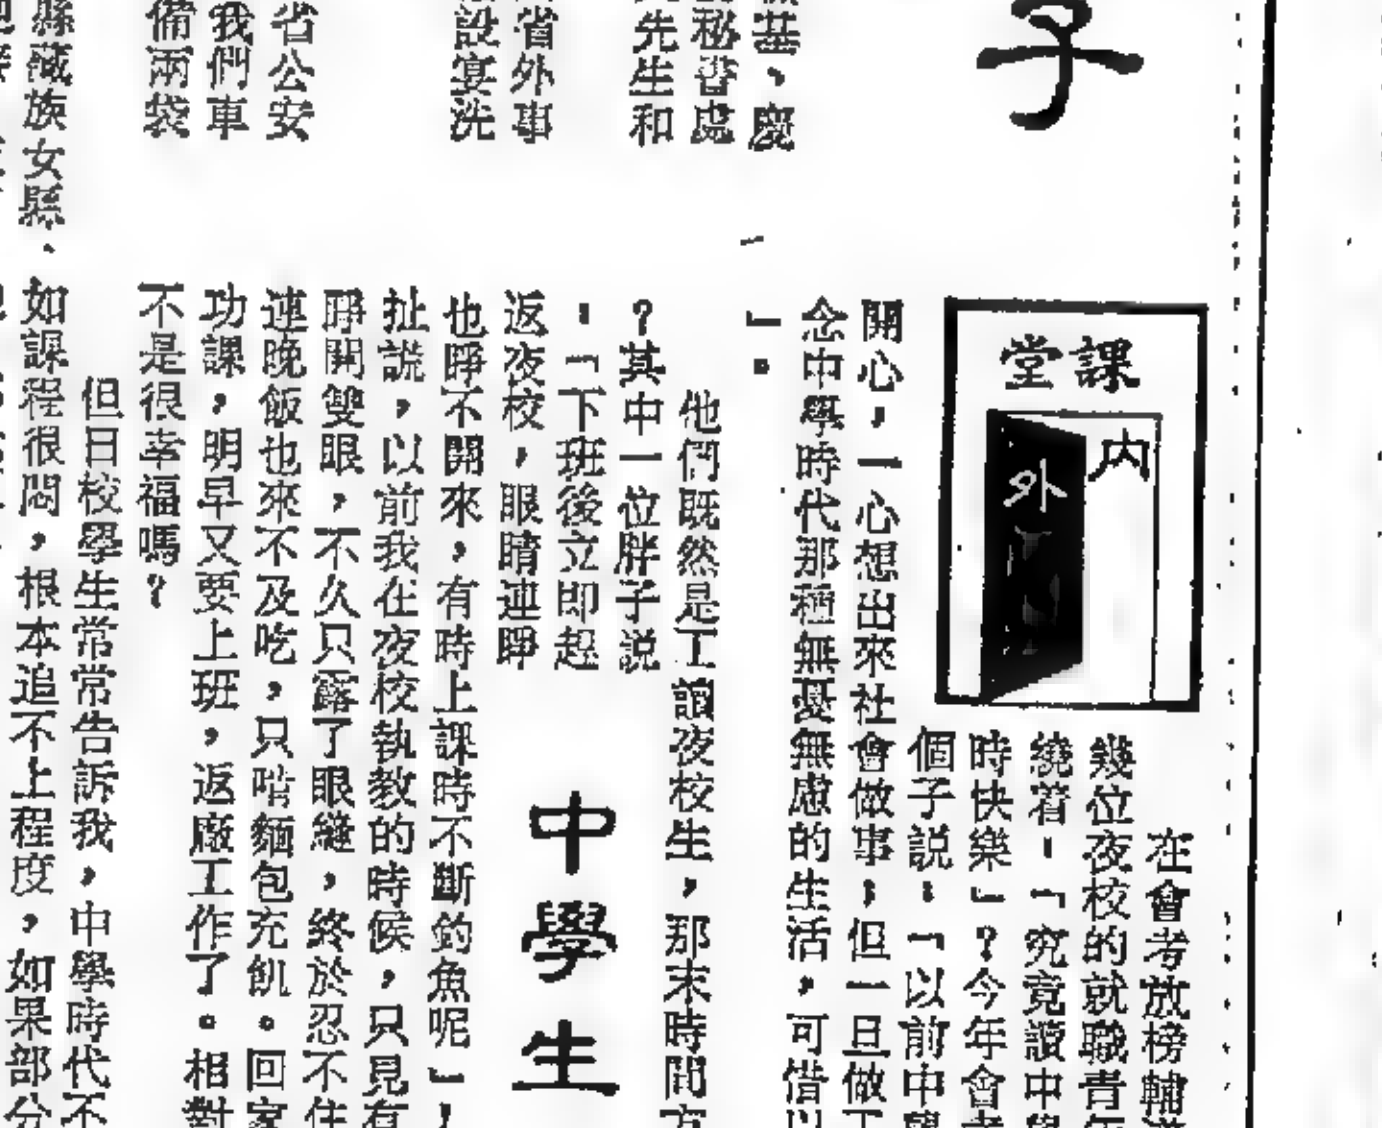 子
、慶
秘書處
先生和
省外事
設宴洗
省公安
我們車
備兩袋
縣藏族女縣、
課堂
内
外
在會考放榜輔
幾位夜校的就職青年
繞着:「究竟讀中學
時快樂」?今年會考
個子説:「以前中學
開心,一心想出來社會做事;但一旦做工
念中學時代那種無憂無慮的生活,可惜以
」。
他們既然是工讀夜校生,那末時間方
?其中一位胖子説
:「下班後立即趕
返夜校,眼睛連睜
也睜不開來,有時上課時不斷釣魚呢」!
扯謊,以前我在夜校執教的時候,只見有
睜開雙眼,不久只露了眼縫,終於忍不住
連晚飯也來不及吃,只啃麵包充飢。回家
功課,明早又要上班,返廠工作了。相對
不是很幸福嗎?
中學生
但日校學生常常告訴我,中學時代不
如課程很悶,根本追不上程度,如果部分